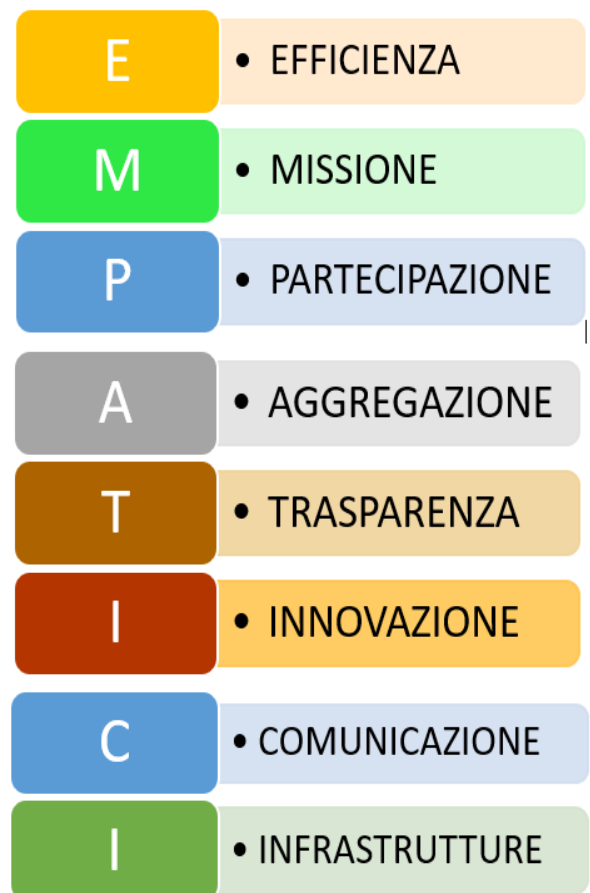 E • EFFICIENZA
M • MISSIONE
P • PARTECIPAZIONE
A • AGGREGAZIONE
T • TRASPARENZA
I • INNOVAZIONE
C • COMUNICAZIONE
I • INFRASTRUTTURE